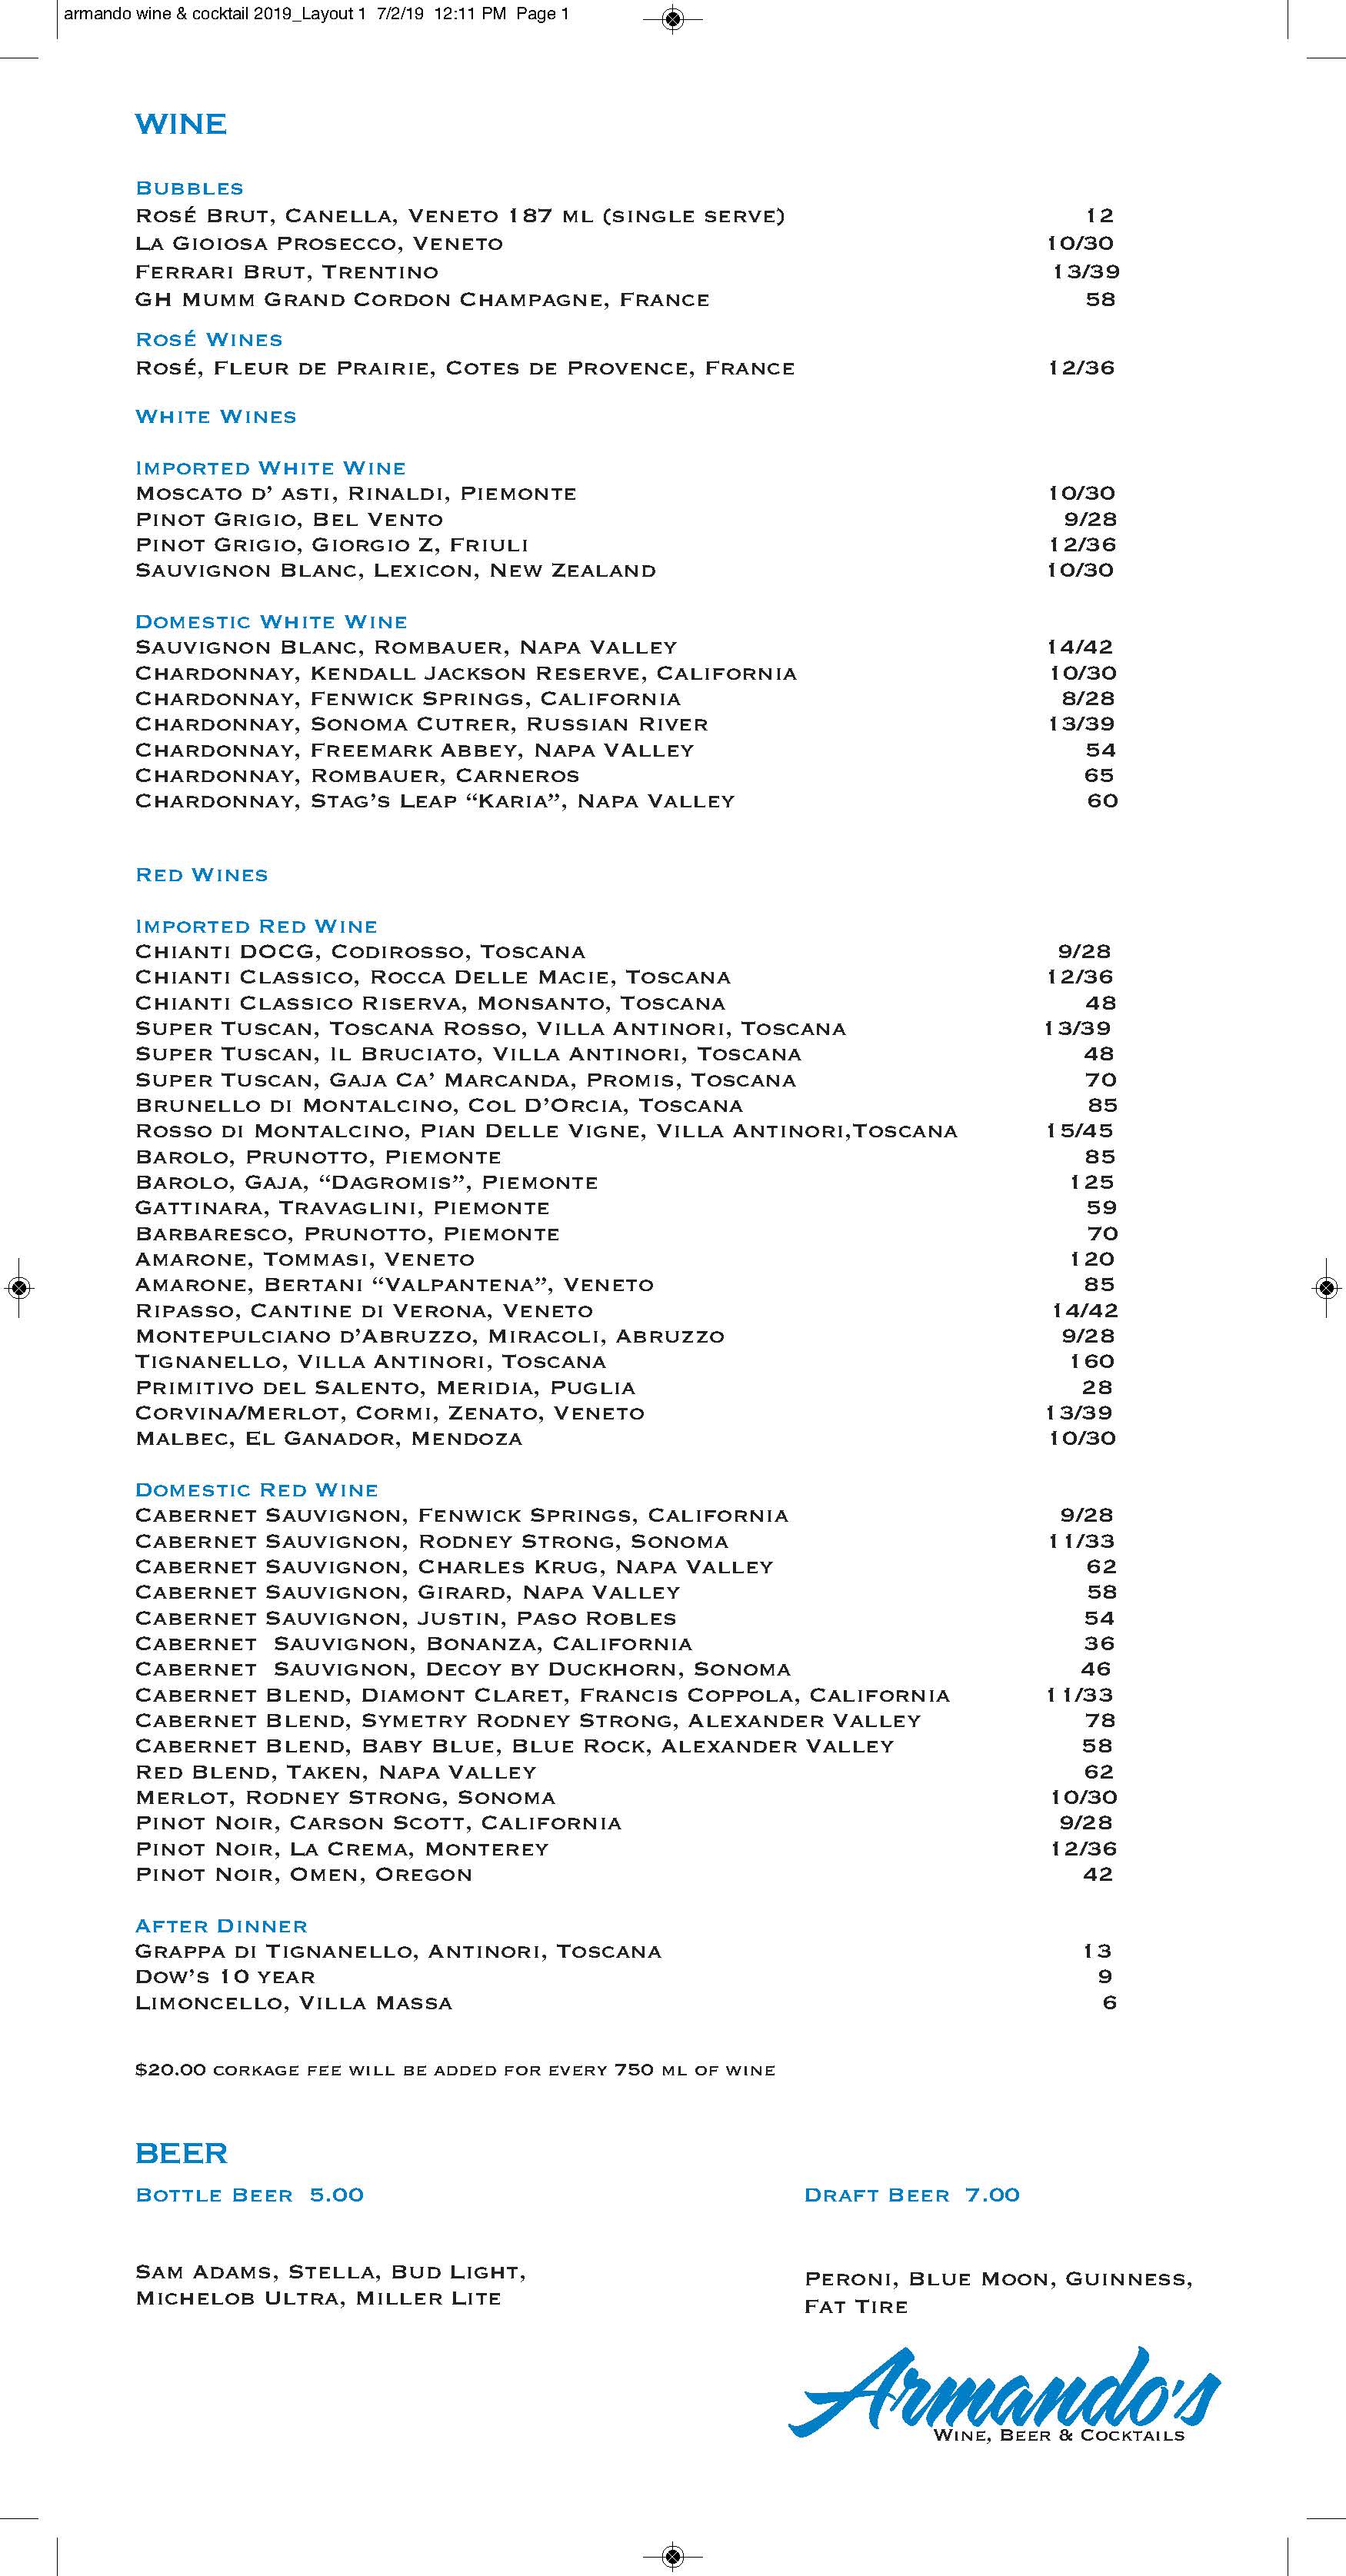 armando wine & cocktail 2019_Layout 1  7/2/19  12:11 PM  Page 1
WINE
Bubbles
Rosé Brut, Canella, Veneto 187 ml (single serve) 12
La Gioiosa Prosecco, Veneto 10/30
Ferrari Brut, Trentino 13/39
GH Mumm Grand Cordon Champagne, France 58
Rosé Wines
Rosé, Fleur de Prairie, Cotes de Provence, France 12/36
White Wines
Imported White Wine
Moscato d’ asti, Rinaldi, Piemonte 10/30
Pinot Grigio, Bel Vento 9/28
Pinot Grigio, Giorgio Z, Friuli 12/36
Sauvignon Blanc, Lexicon, New Zealand 10/30
Domestic White Wine
Sauvignon Blanc, Rombauer, Napa Valley 14/42
Chardonnay, Kendall Jackson Reserve, California 10/30
Chardonnay, Fenwick Springs, California 8/28
Chardonnay, Sonoma Cutrer, Russian River 13/39
Chardonnay, Freemark Abbey, Napa VAlley 54
Chardonnay, Rombauer, Carneros 65
Chardonnay, Stag’s Leap “Karia”, Napa Valley 60
Red Wines
Imported Red Wine
Chianti DOCG, Codirosso, Toscana 9/28
Chianti Classico, Rocca Delle Macie, Toscana 12/36
Chianti Classico Riserva, Monsanto, Toscana 48
Super Tuscan, Toscana Rosso, Villa Antinori, Toscana 13/39
Super Tuscan, Il Bruciato, Villa Antinori, Toscana 48
Super Tuscan, Gaja Ca’ Marcanda, Promis, Toscana 70
Brunello di Montalcino, Col D’Orcia, Toscana 85
Rosso di Montalcino, Pian Delle Vigne, Villa Antinori,Toscana 15/45
Barolo, Prunotto, Piemonte 85
Barolo, Gaja, “Dagromis”, Piemonte 125
Gattinara, Travaglini, Piemonte 59
Barbaresco, Prunotto, Piemonte 70
Amarone, Tommasi, Veneto 120
Amarone, Bertani “Valpantena”, Veneto 85
Ripasso, Cantine di Verona, Veneto 14/42
Montepulciano d’Abruzzo, Miracoli, Abruzzo 9/28
Tignanello, Villa Antinori, Toscana 160
Primitivo del Salento, Meridia, Puglia 28
Corvina/Merlot, Cormi, Zenato, Veneto 13/39
Malbec, El Ganador, Mendoza 10/30
Domestic Red Wine
Cabernet Sauvignon, Fenwick Springs, California 9/28
Cabernet Sauvignon, Rodney Strong, Sonoma 11/33
Cabernet Sauvignon, Charles Krug, Napa Valley 62
Cabernet Sauvignon, Girard, Napa Valley 58
Cabernet Sauvignon, Justin, Paso Robles 54
Cabernet  Sauvignon, Bonanza, California 36
Cabernet  Sauvignon, Decoy by Duckhorn, Sonoma 46
Cabernet Blend, Diamont Claret, Francis Coppola, California 11/33
Cabernet Blend, Symetry Rodney Strong, Alexander Valley 78
Cabernet Blend, Baby Blue, Blue Rock, Alexander Valley 58
Red Blend, Taken, Napa Valley 62
Merlot, Rodney Strong, Sonoma 10/30
Pinot Noir, Carson Scott, California 9/28
Pinot Noir, La Crema, Monterey 12/36
Pinot Noir, Omen, Oregon 42
After Dinner
Grappa di Tignanello, Antinori, Toscana 13
Dow’s 10 year 9
Limoncello, Villa Massa 6
$20.00 corkage fee will be added for every 750 ml of wine
BEER
Bottle Beer  5.00
Sam Adams, Stella, Bud Light,
Michelob Ultra, Miller Lite
Draft Beer  7.00
Peroni, Blue Moon, Guinness,
Fat Tire
Armando’s
Wine, Beer & Cocktails